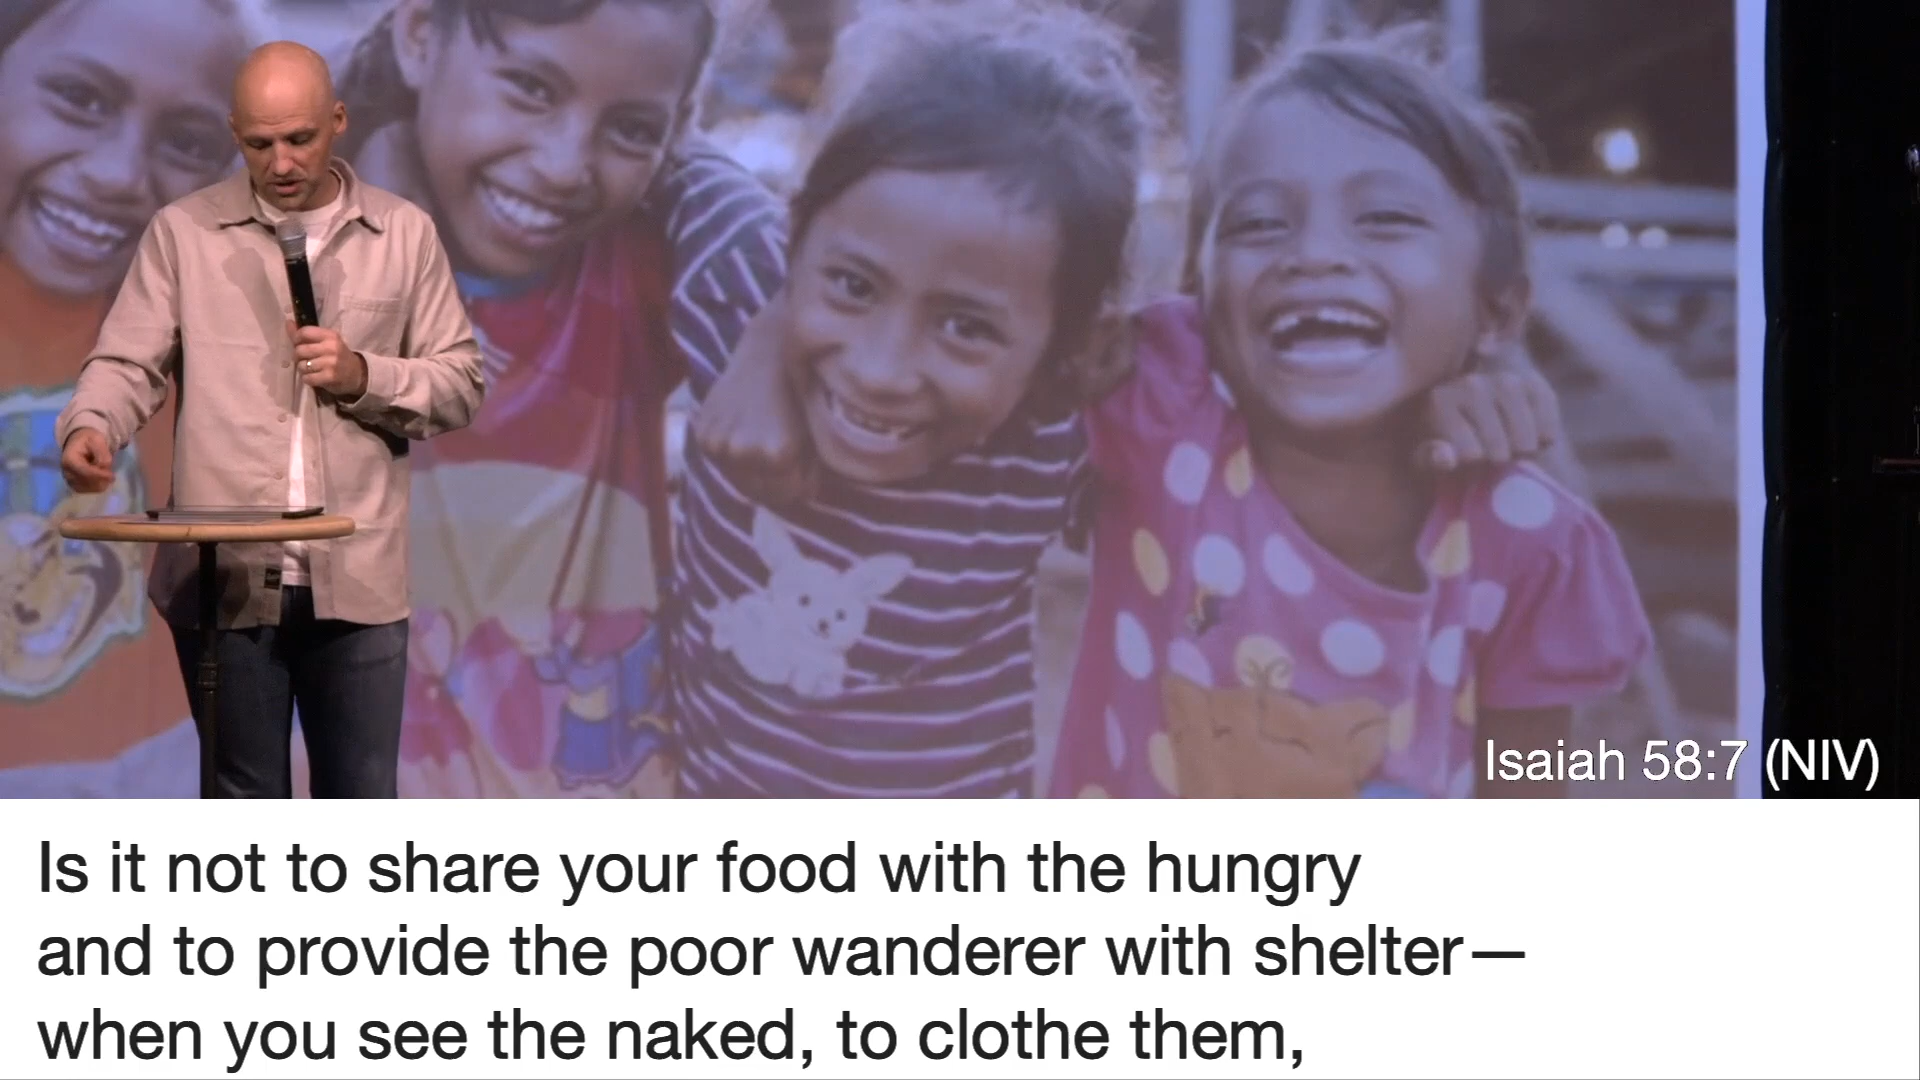 Isaiah 58:7 (NIV)
Is it not to share your food with the hungry
and to provide the poor wanderer with shelter—
when you see the naked, to clothe them,